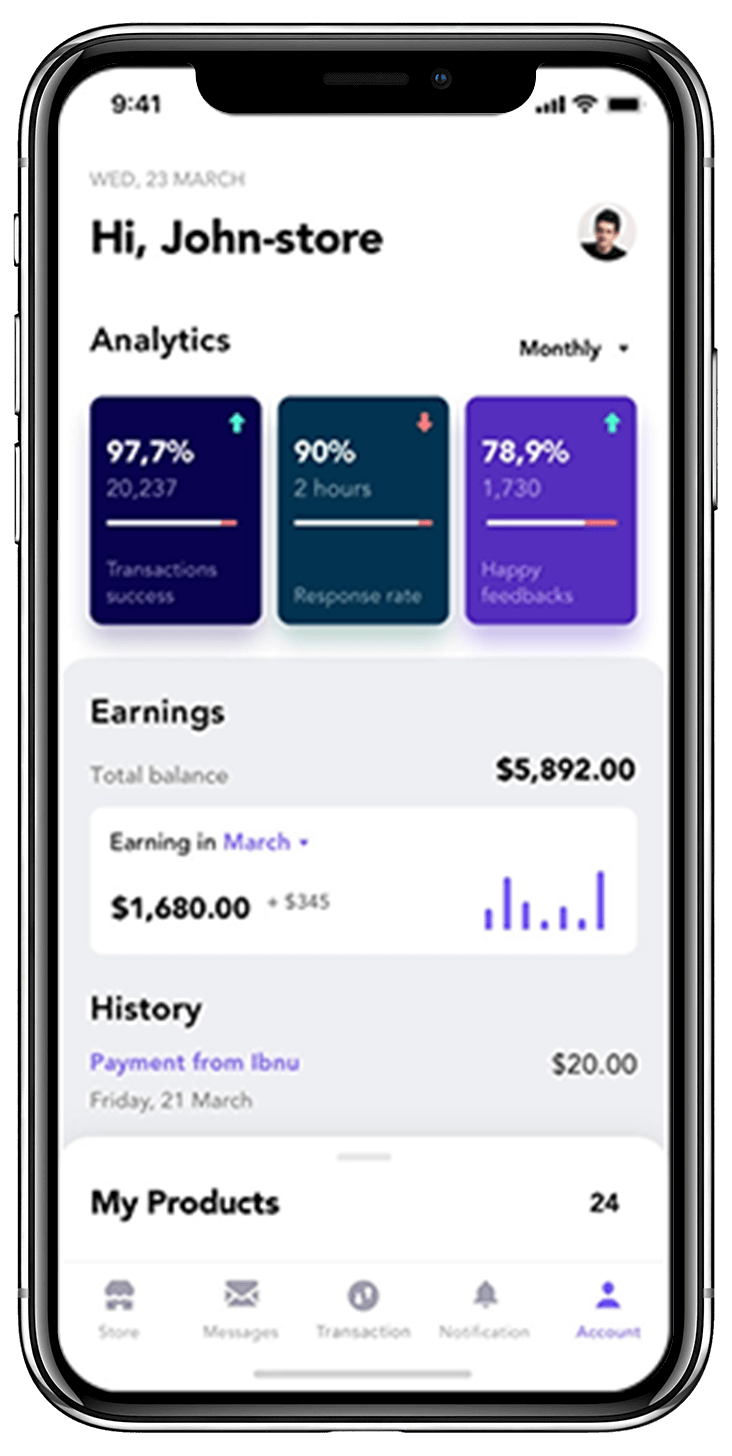 9:41
WED, 23 MARCH
Hi, John-store
Analytics
Monthly
97,7%
20,237
Transactions
success
90%
2 hours
Response rate
78,9%
1,730
Happy
feedbacks
Earnings
Total balance
$5,892.00
Earning in March
$1,680.00 + $345
History
Payment from Ibnu
$20.00
Friday, 21 March
My Products
24
Store
Messages
Transaction
Notification
Account